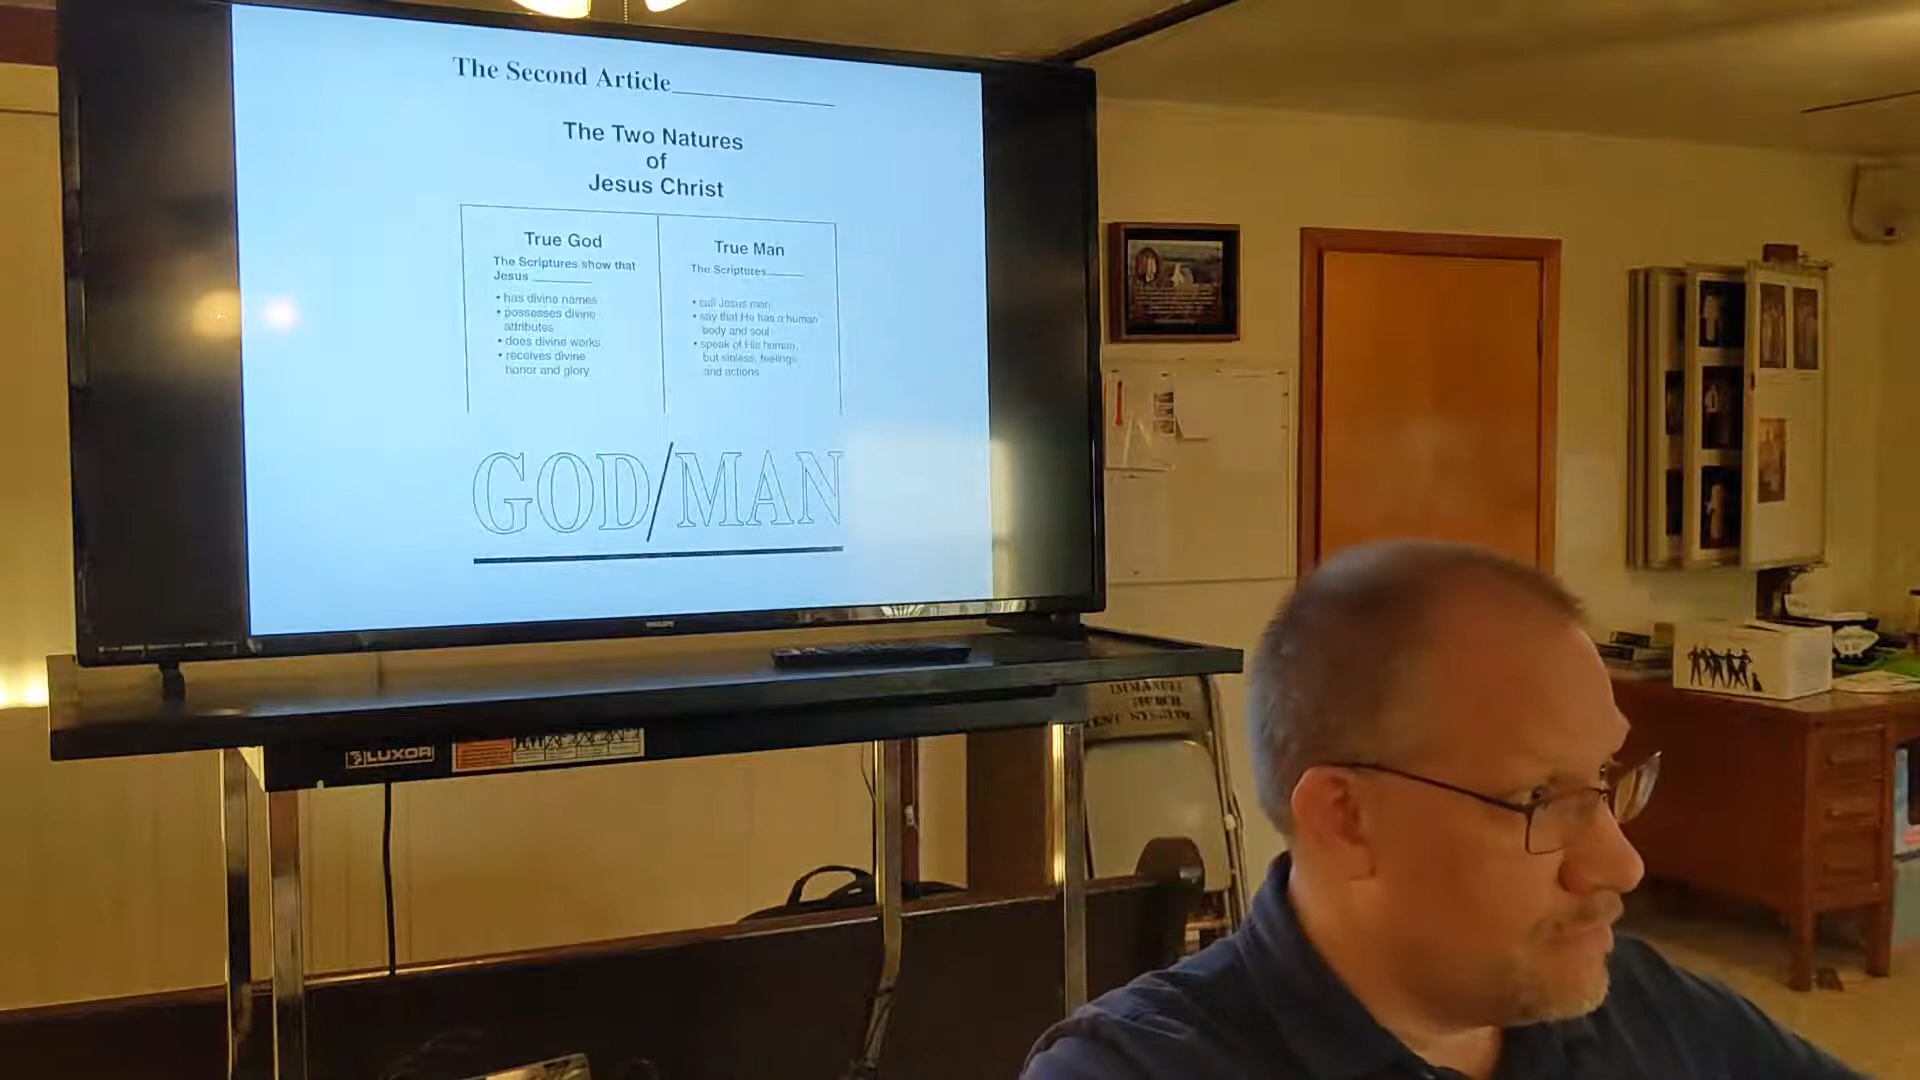 The Second Article
The Two Natures
of
Jesus Christ
True God
The Scriptures show that
Jesus
• has divine names
• possesses divine
attributes
• does divine works
• receives divine
honor and glory
True Man
The Scriptures
• call Jesus man
• say that He has a human
body and soul
• speak of His human,
but sinless, feelings
and actions
GOD/MAN
PHILIPS
LUXOR
IMMANUEL
CHURCH